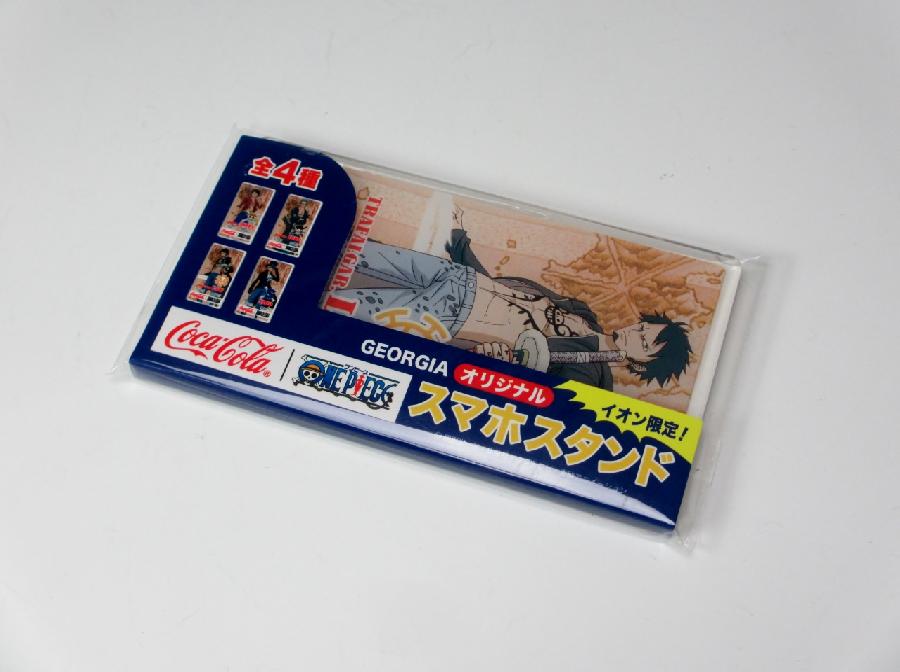 全4種
TRAFALGAR. L
Coca-Cola®
ONE PIECE
GEORGIA
オリジナル
イオン限定!
スマホスタンド